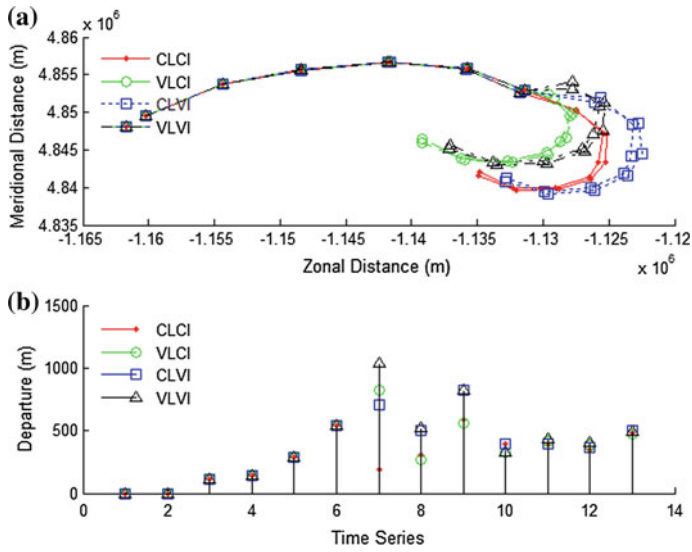 (a)
× 10⁶
4.86
4.855
4.85
4.845
4.84
4.835
Meridional Distance (m)
CLCI
VLCI
CLVI
VLVI
-1.165 -1.16 -1.155 -1.15 -1.145 -1.14 -1.135 -1.13 -1.125 -1.12
Zonal Distance (m)
× 10⁶
(b)
1500
1000
500
0
Departure (m)
CLCI
VLCI
CLVI
VLVI
0 2 4 6 8 10 12 14
Time Series